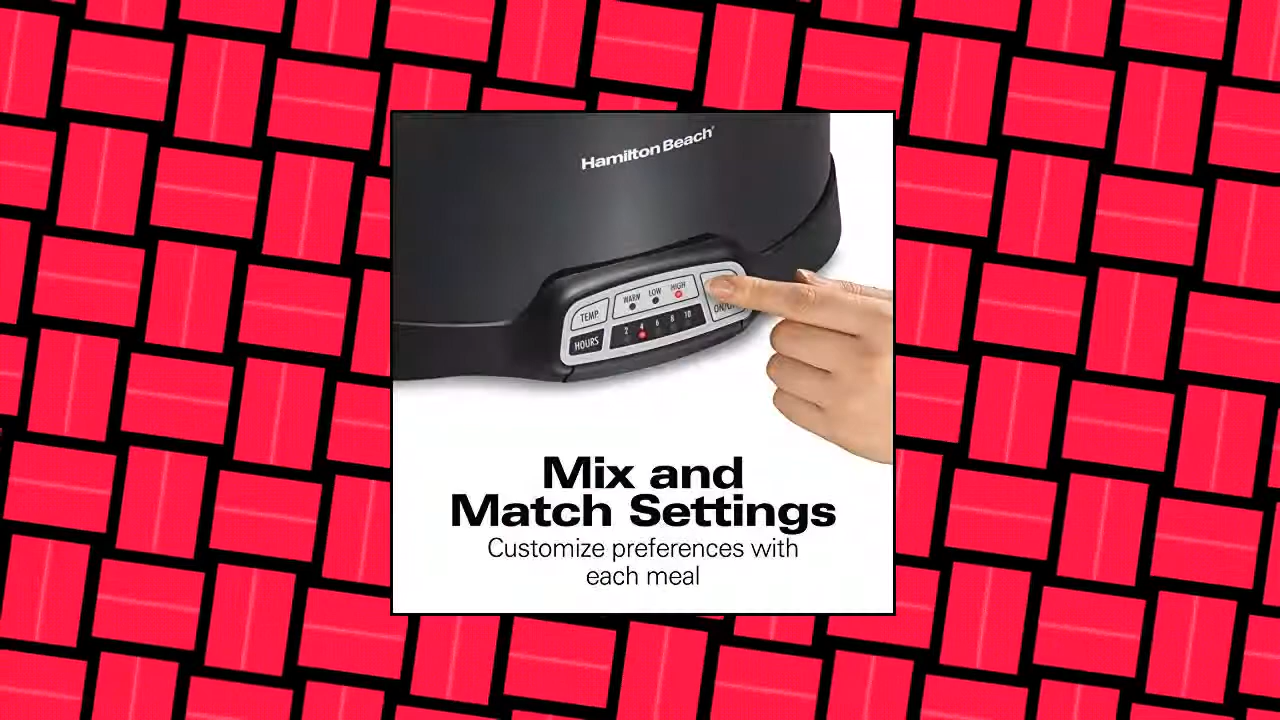 Hamilton Beach
WARM LOW HIGH
TEMP
2 4 6 8 10
HOURS
Mix and
Match Settings
Customize preferences with
each meal